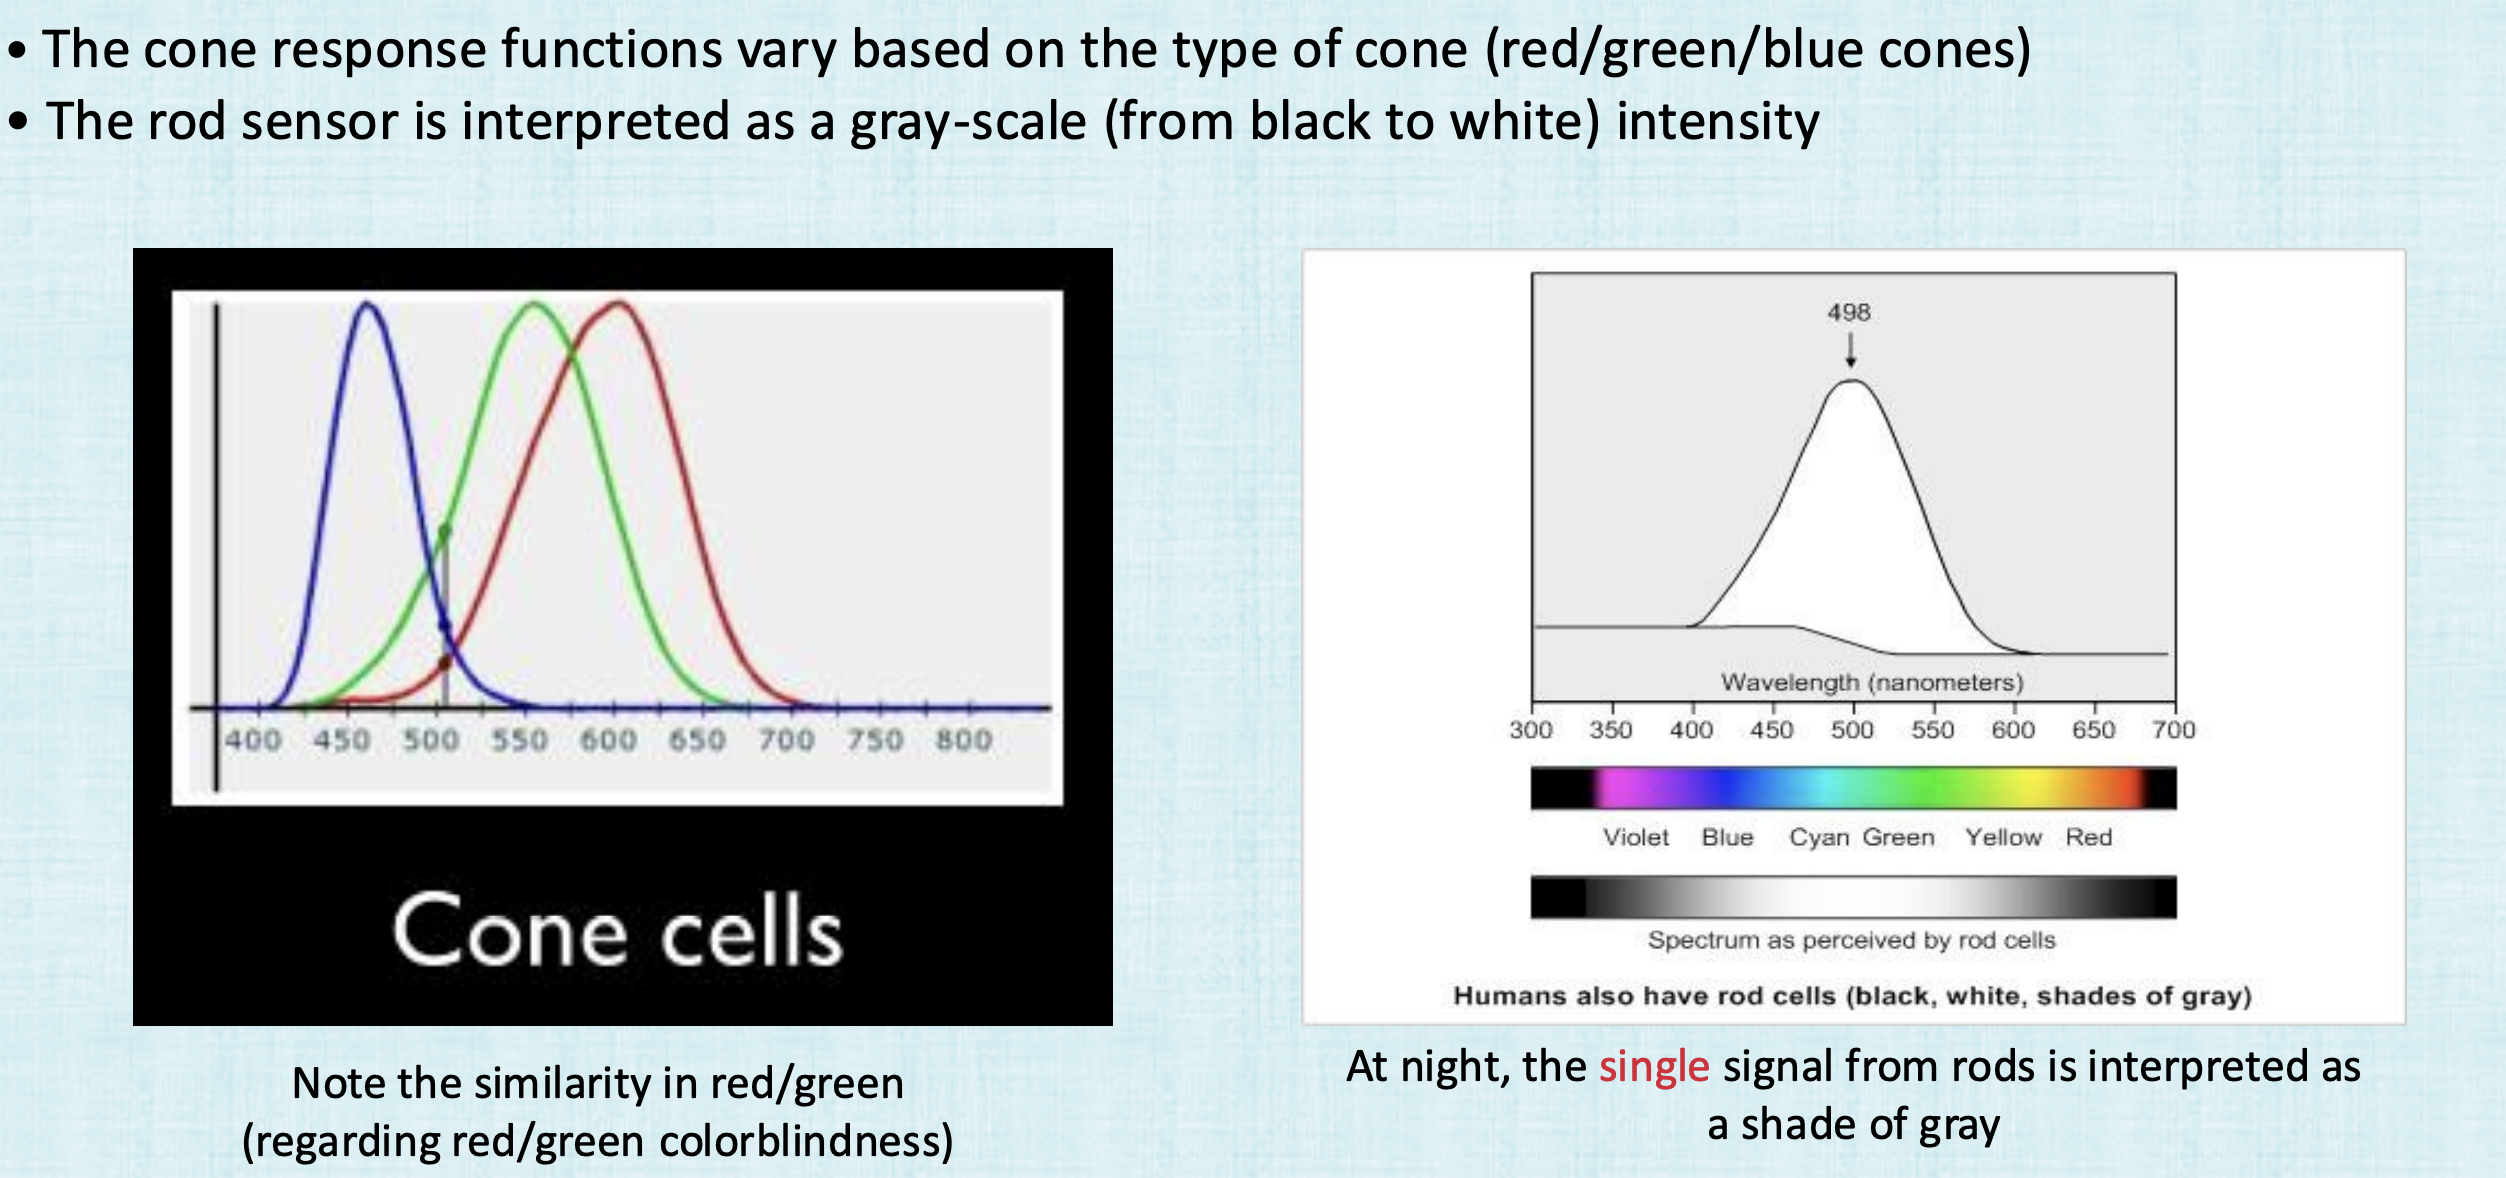 • The cone response functions vary based on the type of cone (red/green/blue cones)
• The rod sensor is interpreted as a gray-scale (from black to white) intensity
400 450 500 550 600 650 700 750 800
Cone cells
Note the similarity in red/green
(regarding red/green colorblindness)
498
Wavelength (nanometers)
300 350 400 450 500 550 600 650 700
Violet Blue Cyan Green Yellow Red
Spectrum as perceived by rod cells
Humans also have rod cells (black, white, shades of gray)
At night, the single signal from rods is interpreted as
a shade of gray